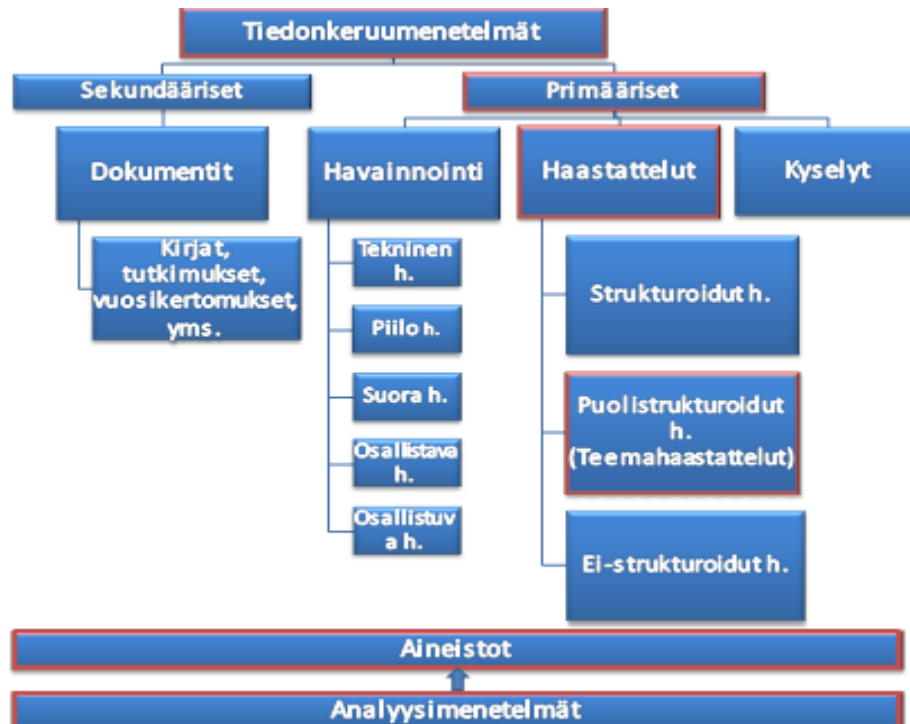 Tiedonkeruumenetelmät
Sekundääriset
Primääriset
Dokumentit
Havainnointi
Haastattelut
Kyselyt
Kirjat,
tutkimukset,
vuosikertomukset,
yms.
Tekninen
h.
Piilo h.
Suora h.
Osallistava
h.
Osallistuv
a h.
Strukturoidut h.
Puolistrukturoidut
h.
(Teemahaastattelut)
Ei-strukturoidut h.
Aineistot
Analyysimenetelmät